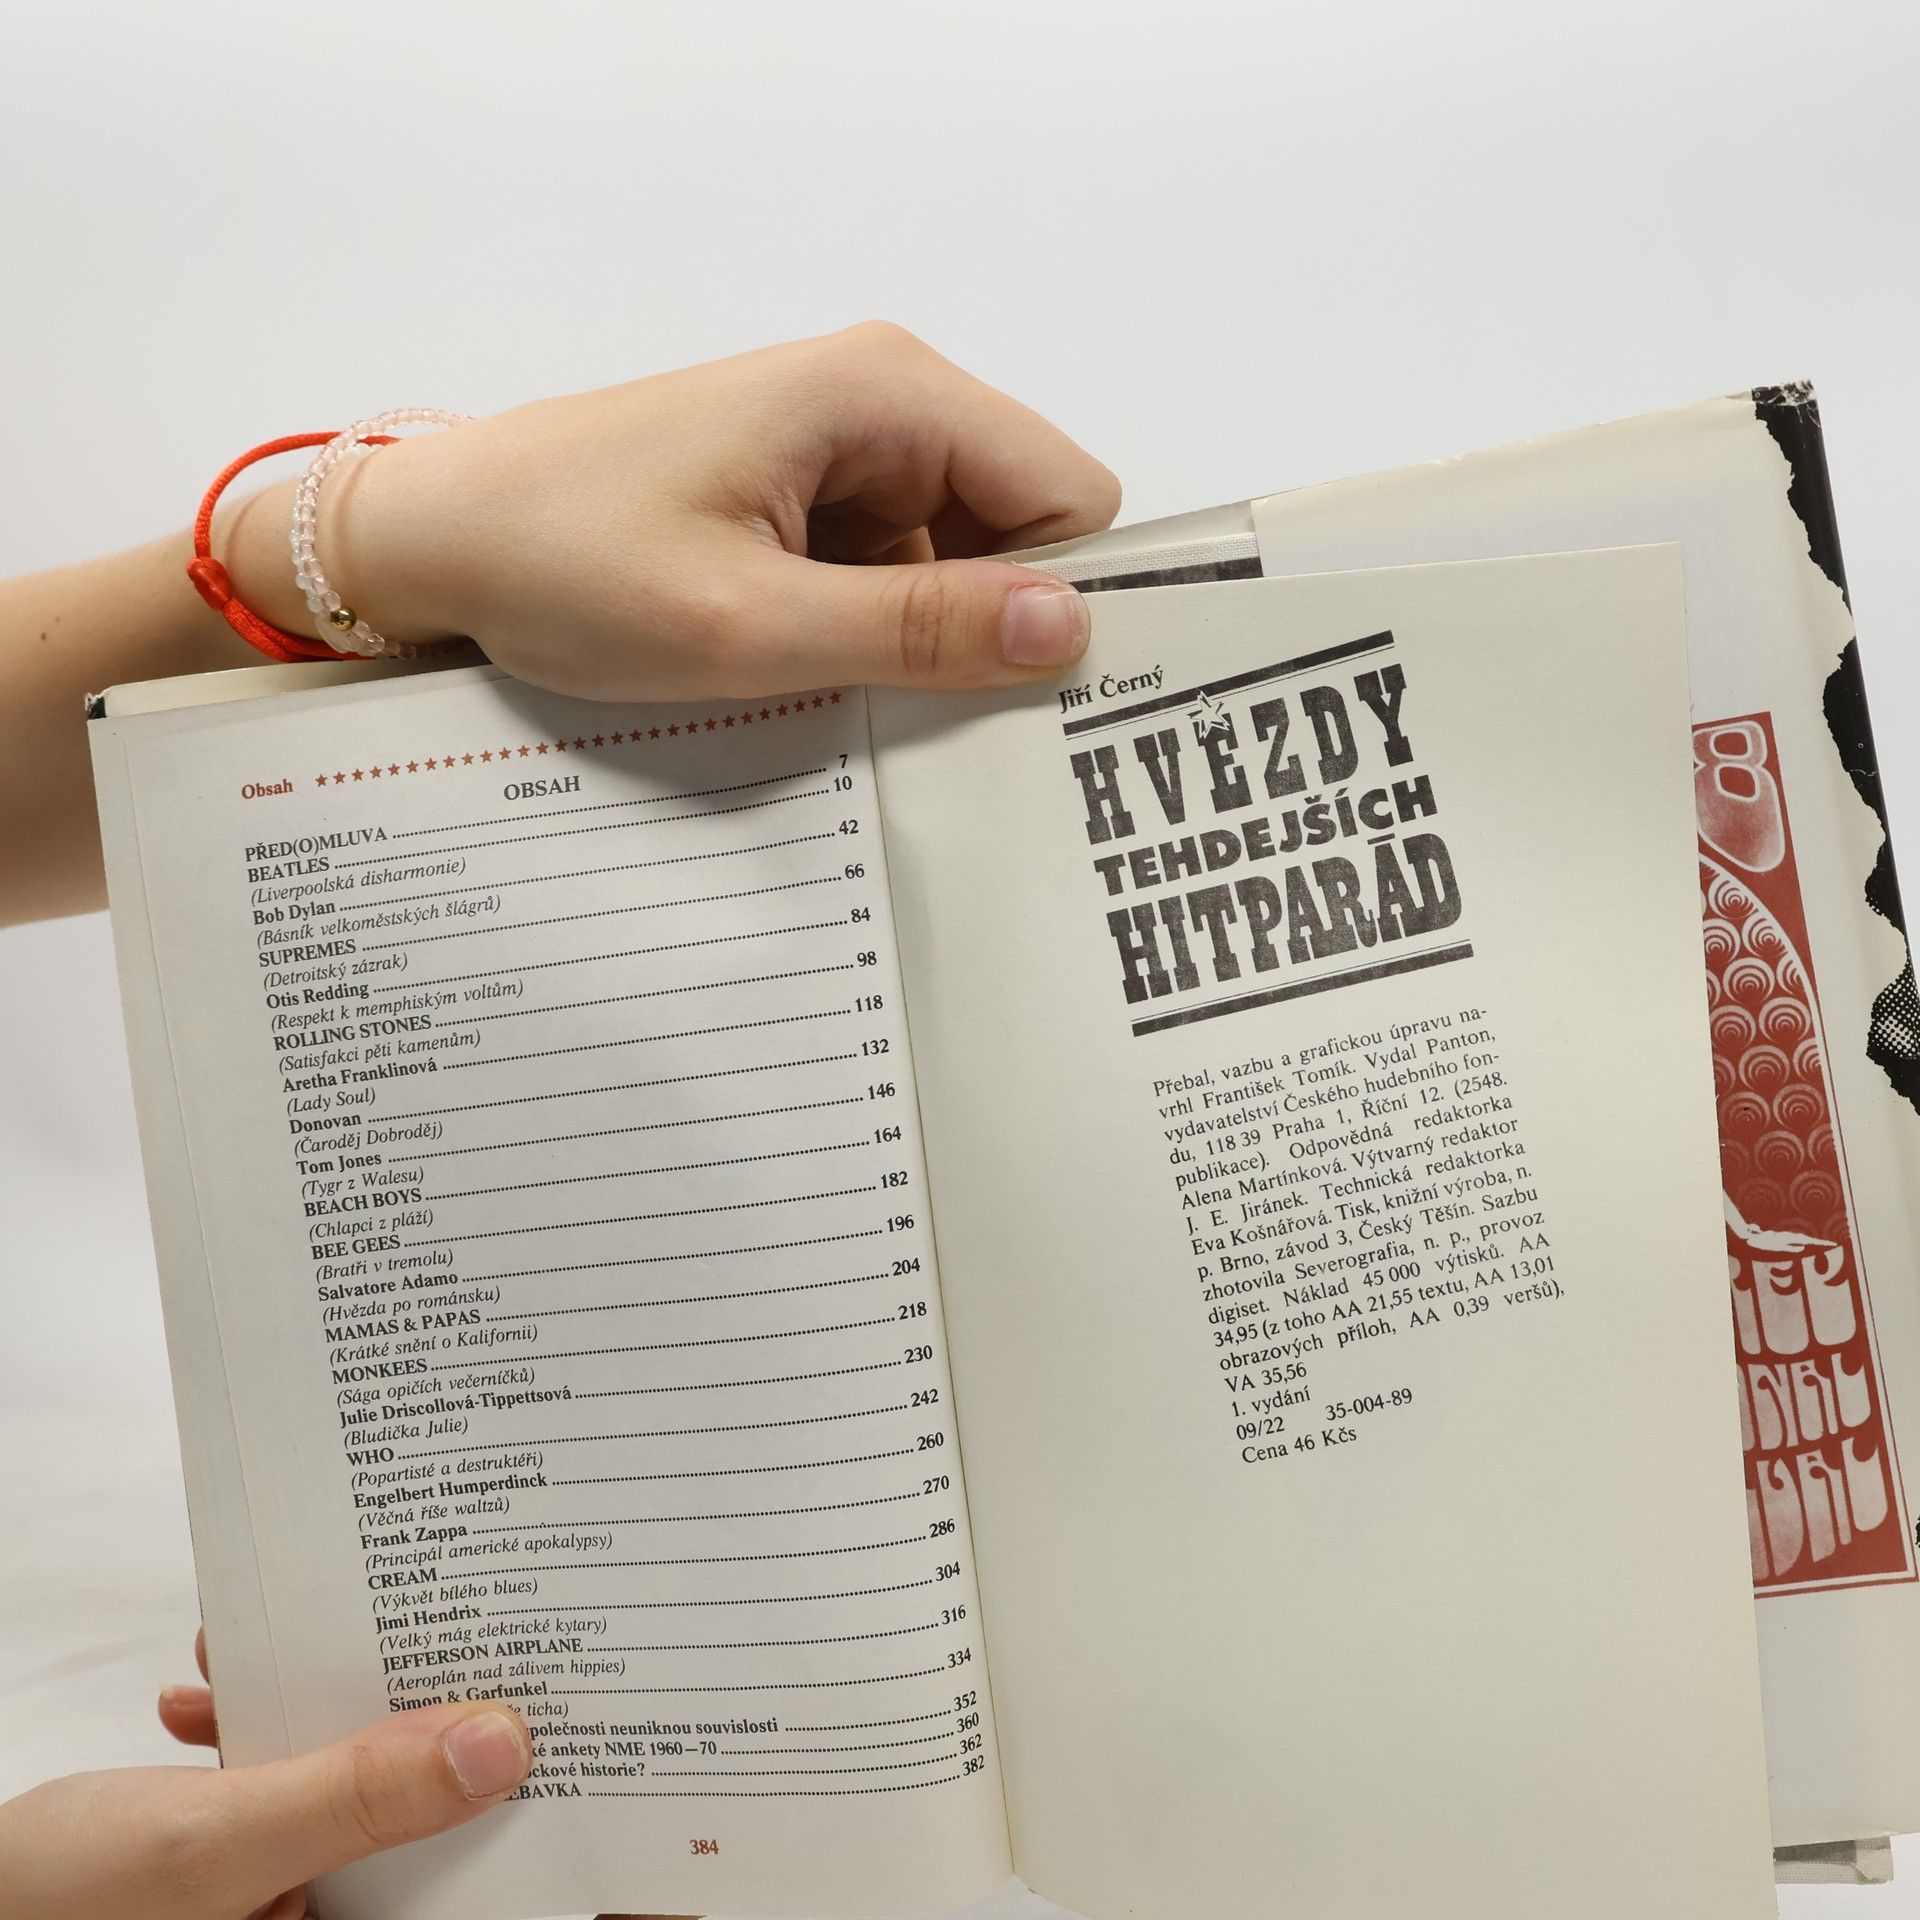 Obsah
OBSAH
PŘED(O)MLUVA 7
BEATLES 10
(Liverpoolská disharmonie)
Bob Dylan 42
(Básník velkoměstských šlágrů)
SUPREMES 66
(Detroitský zázrak)
Otis Redding 84
(Respekt k memphiským voltům)
ROLLING STONES 98
(Satisfakci pěti kamenům)
Aretha Franklinová 118
(Lady Soul)
Donovan 132
(Čaroděj Dobroděj)
Tom Jones 146
(Tygr z Walesu)
BEACH BOYS 164
(Chlapci z pláží)
BEE GEES 182
(Bratři v tremolu)
Salvatore Adamo 196
(Hvězda po románsku)
MAMAS & PAPAS 204
(Krátké snění o Kalifornii)
MONKEES 218
(Sága opičích večerníčků)
Julie Driscollová-Tippettsová 230
(Bludička Julie)
WHO 242
(Popartisté a destruktéři)
Engelbert Humperdinck 260
(Věčná říše waltzů)
Frank Zappa 270
(Principál americké apokalypsy)
CREAM 286
(Výkvět bílého blues)
Jimi Hendrix 304
(Velký mág elektrické kytary)
JEFFERSON AIRPLANE 316
(Aeroplán nad zálivem hippies)
Simon & Garfunkel 334
ticha)
společnosti neuniknou souvislosti 352
ankety NME 1960—70 360
historie? 362
382
384
Jiří Černý
HVĚZDY
TEHDEJŠÍCH
HITPARÁD
Přebal, vazbu a grafickou úpravu na-
vrhl František Tomík. Vydal Panton,
vydavatelství Českého hudebního fon-
du, 118 39 Praha 1, Říční 12. (2548.
publikace). Odpovědná redaktorka
Alena Martínková. Výtvarný redaktor
J. E. Jiránek. Technická redaktorka
Eva Košnářová. Tisk, knižní výroba, n.
p. Brno, závod 3, Český Těšín. Sazbu
zhotovila Severografia, n. p., provoz
digiset. Náklad 45 000 výtisků. AA
34,95 (z toho AA 21,55 textu, AA 13,01
obrazových příloh, AA 0,39 veršů),
VA 35,56
1. vydání
09/22 35-004-89
Cena 46 Kčs